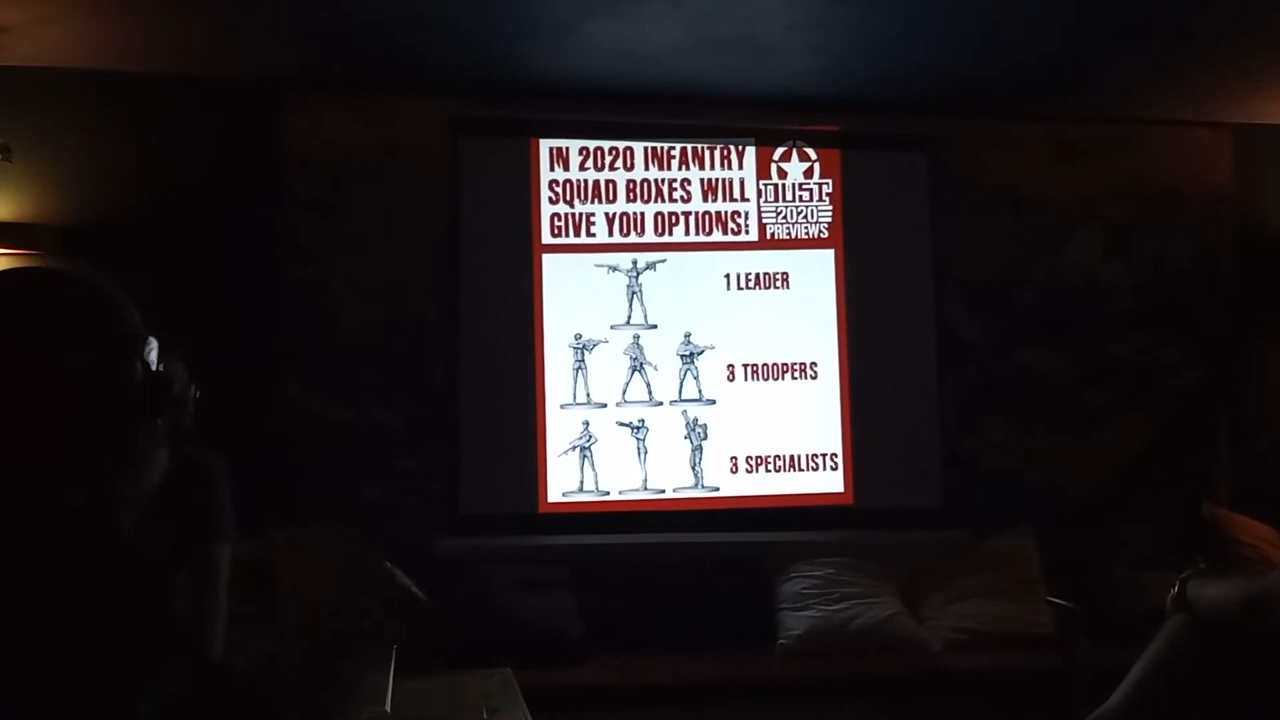 IN 2020 INFANTRY
SQUAD BOXES WILL
GIVE YOU OPTIONS!
DUST
2020
PREVIEWS
1 LEADER
3 TROOPERS
3 SPECIALISTS